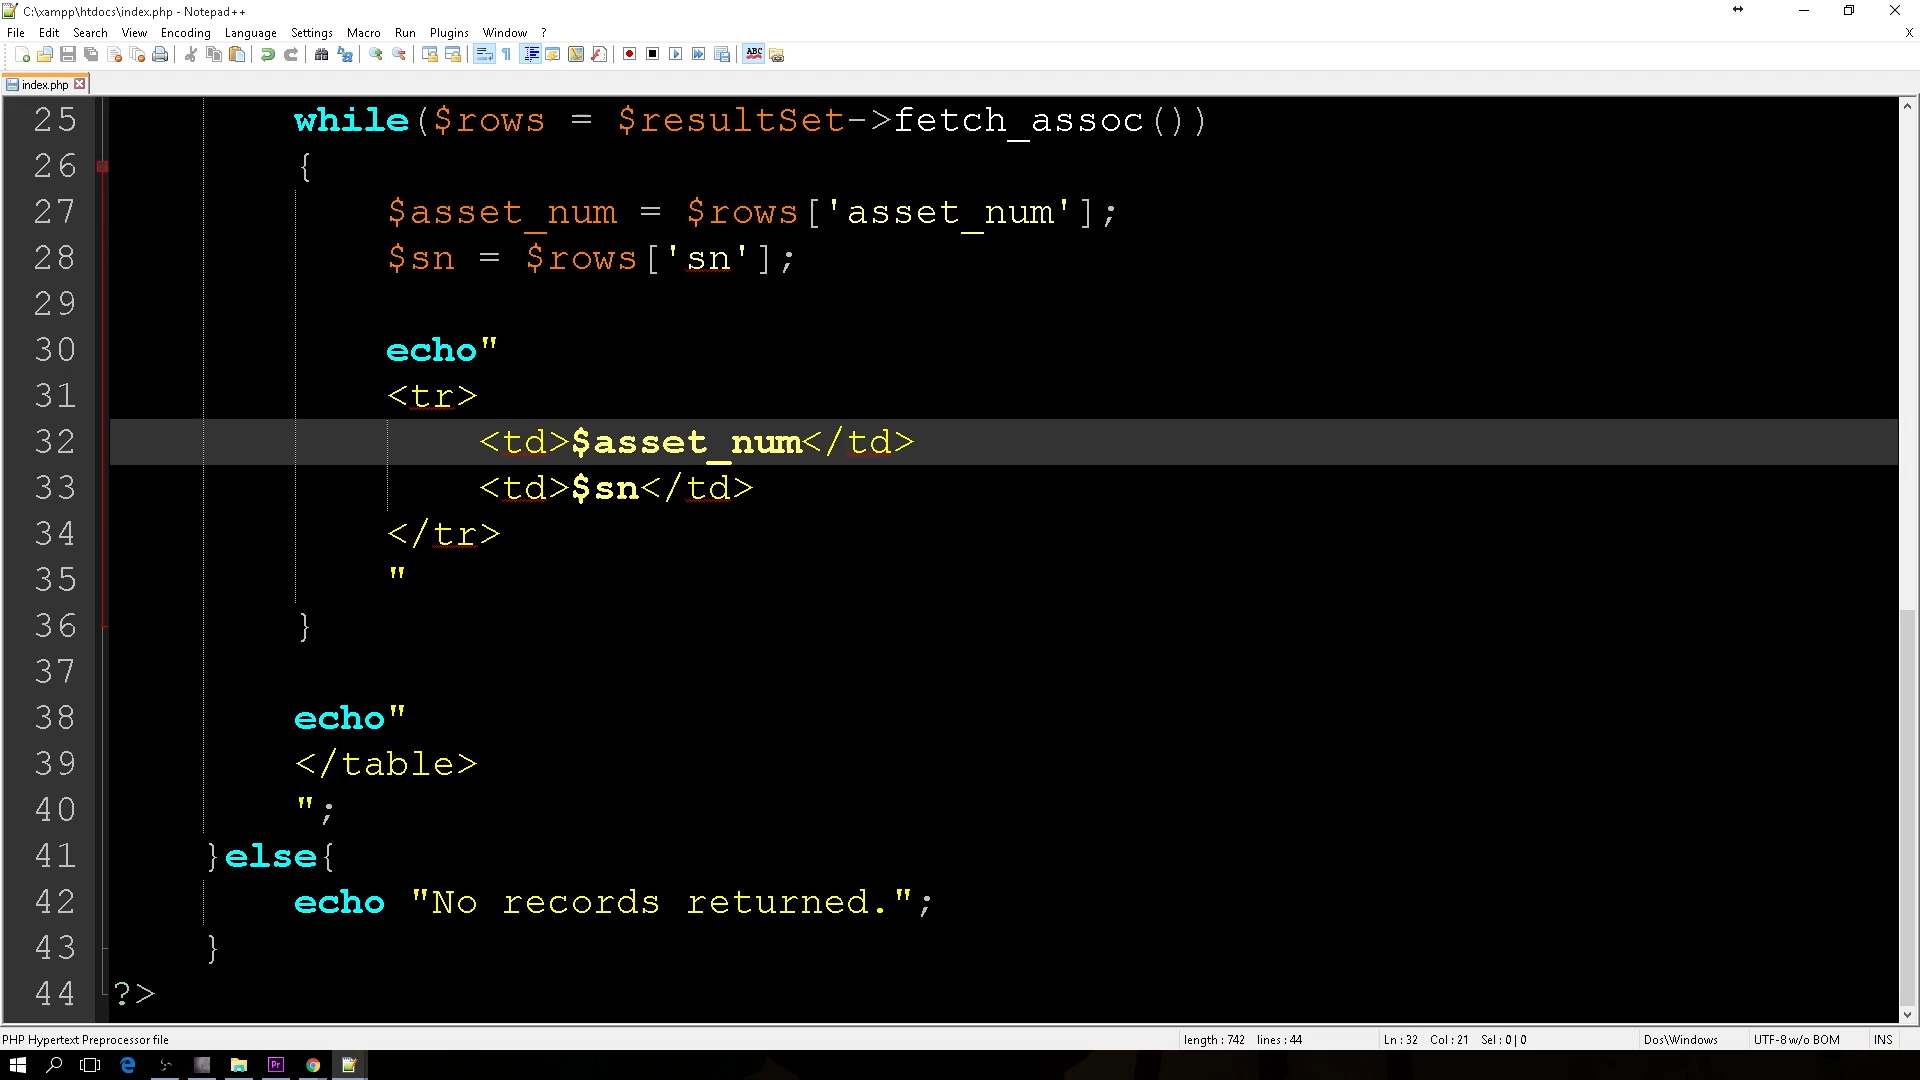 C:\xampp\htdocs\index.php - Notepad++
File Edit Search View Encoding Language Settings Macro Run Plugins Window ? X
ABC
index.php
25 while($rows = $resultSet->fetch_assoc())
26 {
27 $asset_num = $rows['asset_num'];
28 $sn = $rows['sn'];
29
30 echo"
31 <tr>
32 <td>$asset_num</td>
33 <td>$sn</td>
34 </tr>
35 "
36 }
37
38 echo"
39 </table>
40 ";
41 }else{
42 echo "No records returned.";
43 }
44 ?>
PHP Hypertext Preprocessor file length : 742 lines : 44 Ln : 32 Col : 21 Sel : 0 | 0 Dos\Windows UTF-8 w/o BOM INS
Pr